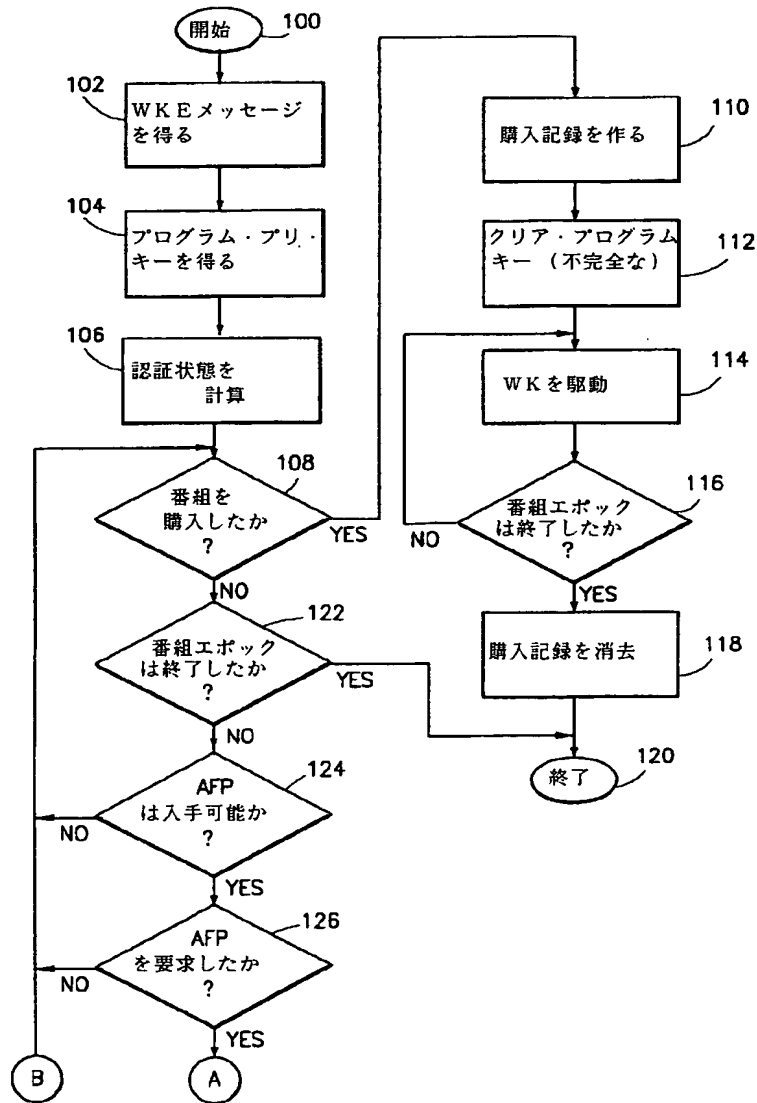 開始
100
102
WKEメッセージ
を得る
104
プログラム・プリ・
キーを得る
106
認証状態を
計算
108
番組を
購入したか
?
YES
NO
122
番組エポック
は終了したか
?
YES
NO
124
AFP
は入手可能か
?
NO
YES
126
AFP
を要求したか
?
NO
YES
B
A
110
購入記録を作る
クリア・プログラム
キー(不完全な)
112
114
WKを駆動
116
番組エポック
は終了したか
?
NO
YES
購入記録を消去
118
終了
120